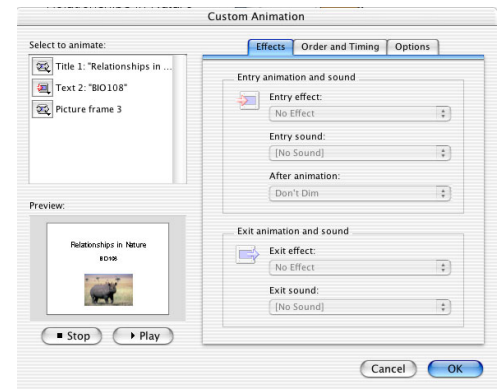 Custom Animation
Select to animate:
Title 1: "Relationships in ...
Text 2: "BIO108"
Picture frame 3
Preview:
Relationships in Nature
BIO108
Stop
Play
Effects
Order and Timing
Options
Entry animation and sound
Entry effect:
No Effect
Entry sound:
[No Sound]
After animation:
Don't Dim
Exit animation and sound
Exit effect:
No Effect
Exit sound:
[No Sound]
Cancel
OK